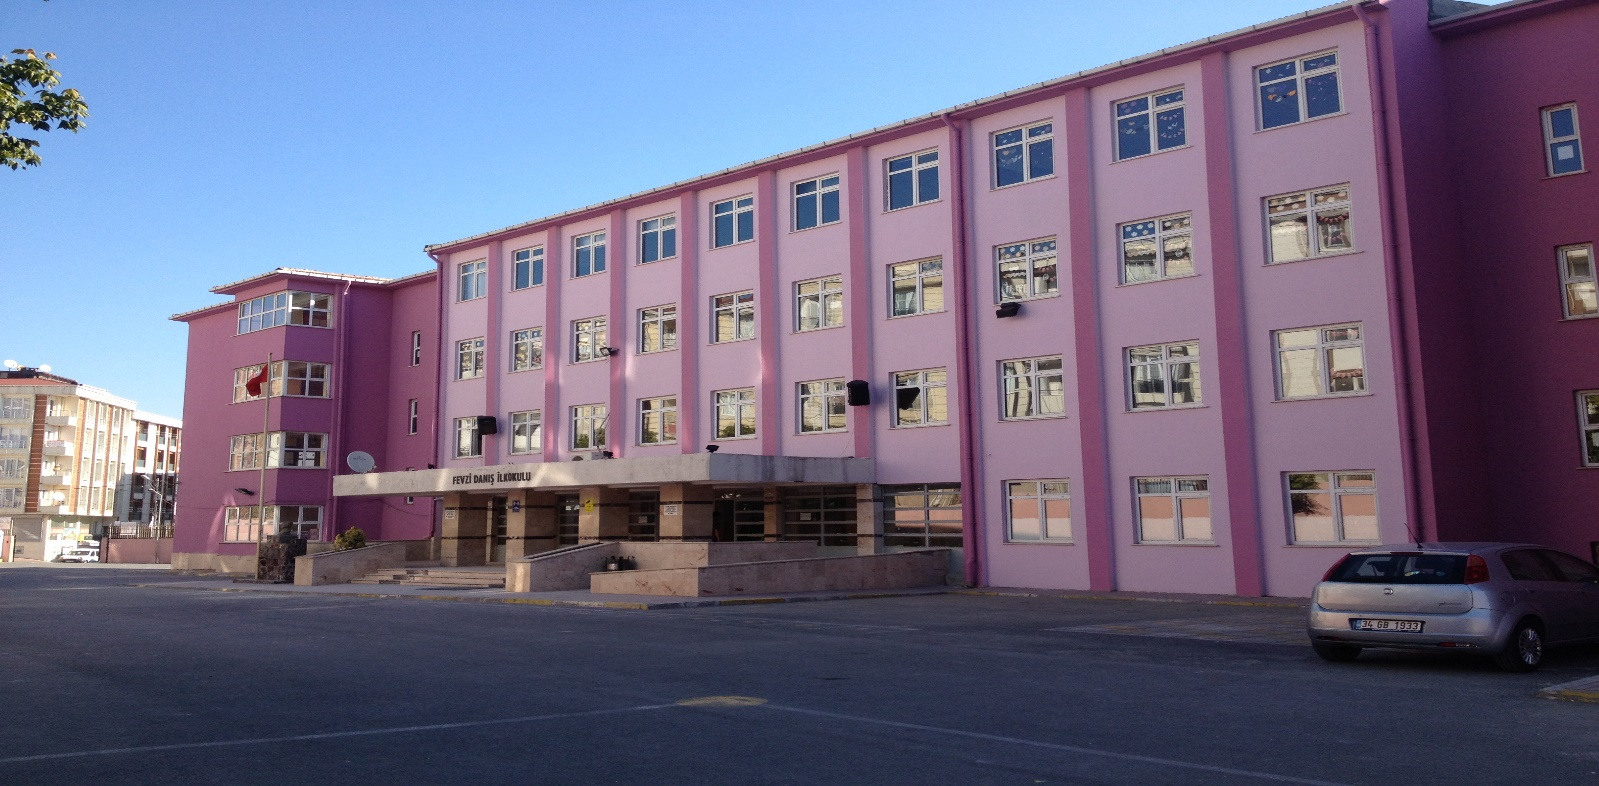 FEVZİ DANIŞ İLKOKULU
34 GB 1933